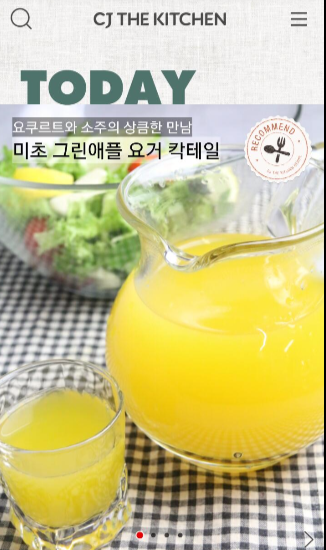 CJ THE KITCHEN
TODAY
요쿠르트와 소주의 상큼한 만남
미초 그린애플 요거 칵테일
RECOMMEND